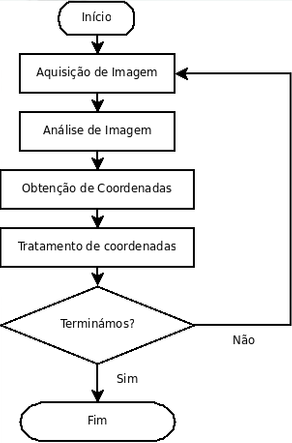 Início
Aquisição de Imagem
Análise de Imagem
Obtenção de Coordenadas
Tratamento de coordenadas
Terminámos?
Não
Sim
Fim